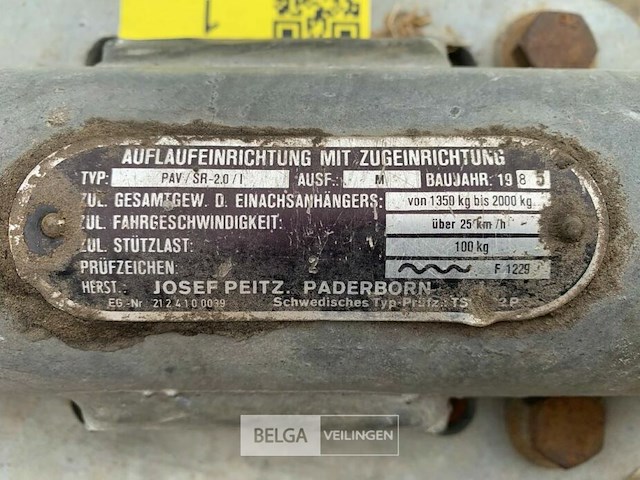 1
AUFLAUFEINRICHTUNG MIT ZUGEINRICHTUNG
TYP: PAV/SR-2.0/I AUSF.: M BAUJAHR: 1985
ZUL. GESAMTGEW. D. EINACHSANHÄNGERS: von 1350 kg bis 2000 kg
ZUL. FAHRGESCHWINDIGKEIT: über 25 km/h
ZUL. STÜTZLAST: 100 kg
PRÜFZEICHEN: F 1229
HERST.: JOSEF PEITZ. PADERBORN
EG-Nr Schwedisches Typ-Prüfz.: TS 2P
BELGA VEILINGEN